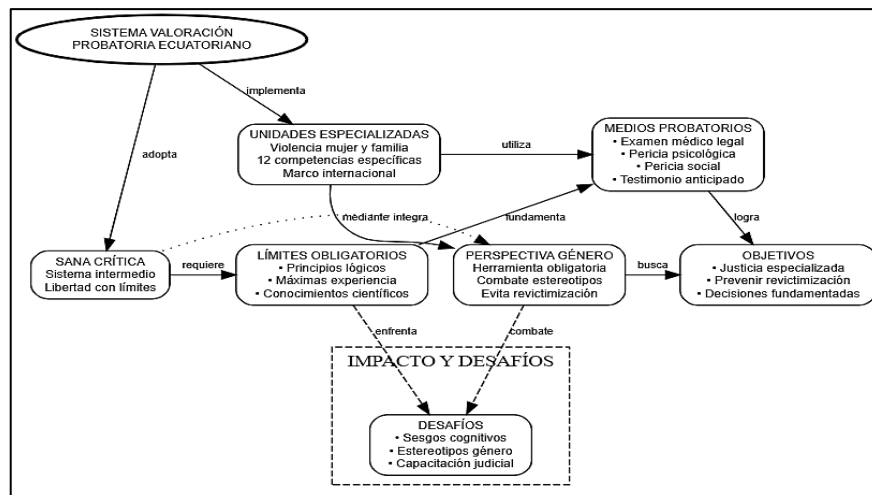 SISTEMA VALORACIÓN
PROBATORIA ECUATORIANO
implementa
adopta
UNIDADES ESPECIALIZADAS
Violencia mujer y familia
12 competencias específicas
Marco internacional
utiliza
MEDIOS PROBATORIOS
• Examen médico legal
• Pericia psicológica
• Pericia social
• Testimonio anticipado
mediante integra
fundamenta
logra
SANA CRÍTICA
Sistema intermedio
Libertad con límites
requiere
LÍMITES OBLIGATORIOS
• Principios lógicos
• Máximas experiencia
• Conocimientos científicos
PERSPECTIVA GÉNERO
Herramienta obligatoria
Combate estereotipos
Evita revictimización
busca
OBJETIVOS
• Justicia especializada
• Prevenir revictimización
• Decisiones fundamentadas
enfrenta
combate
IMPACTO Y DESAFÍOS
DESAFÍOS
• Sesgos cognitivos
• Estereotipos género
• Capacitación judicial